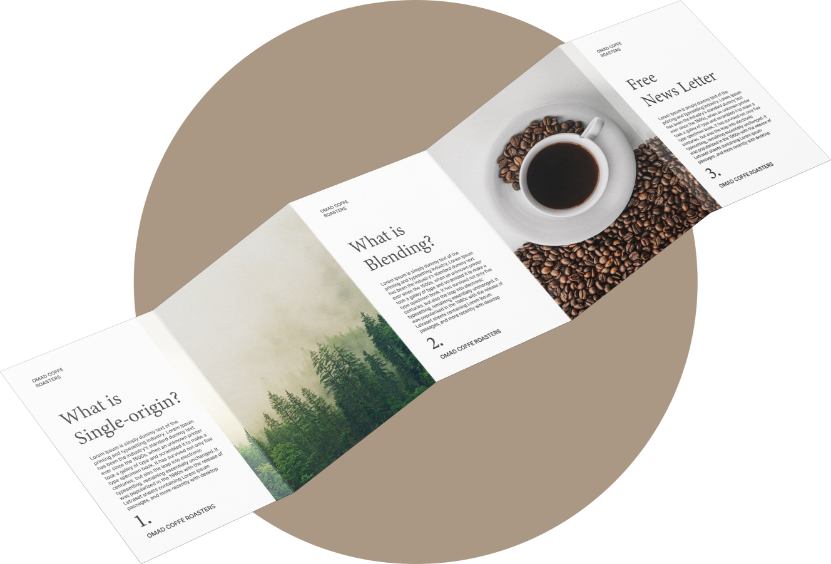 OMAD COFFE
ROASTERS
What is
Single-origin?
Lorem Ipsum is simply dummy text of the
printing and typesetting industry. Lorem Ipsum
has been the industry's standard dummy text
ever since the 1500s, when an unknown printer
took a galley of type and scrambled it to make a
type specimen book. It has survived not only five
centuries, but also the leap into electronic
typesetting, remaining essentially unchanged. It
was popularised in the 1960s with the release of
Letraset sheets containing Lorem Ipsum
passages, and more recently with desktop
1.
OMAD COFFE ROASTERS
OMAD COFFE
ROASTERS
What is
Blending?
Lorem Ipsum is simply dummy text of the
printing and typesetting industry. Lorem Ipsum
has been the industry's standard dummy text
ever since the 1500s, when an unknown printer
took a galley of type and scrambled it to make a
type specimen book. It has survived not only five
centuries, but also the leap into electronic
typesetting, remaining essentially unchanged. It
was popularised in the 1960s with the release of
Letraset sheets containing Lorem Ipsum
passages, and more recently with desktop
2.
OMAD COFFE ROASTERS
OMAD COFFE
ROASTERS
Free
News Letter
Lorem Ipsum is simply dummy text of the
printing and typesetting industry. Lorem Ipsum
has been the industry's standard dummy text
ever since the 1500s, when an unknown printer
took a galley of type and scrambled it to make a
type specimen book. It has survived not only five
centuries, but also the leap into electronic
typesetting, remaining essentially unchanged. It
was popularised in the 1960s with the release of
Letraset sheets containing Lorem Ipsum
passages, and more recently with desktop
3.
OMAD COFFE ROASTERS